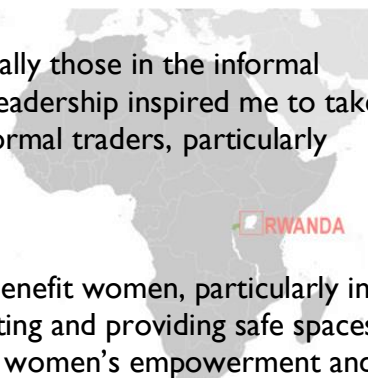 ally those in the informal
eadership inspired me to take
ormal traders, particularly
RWANDA
enefit women, particularly in
ting and providing safe spaces
women's empowerment and